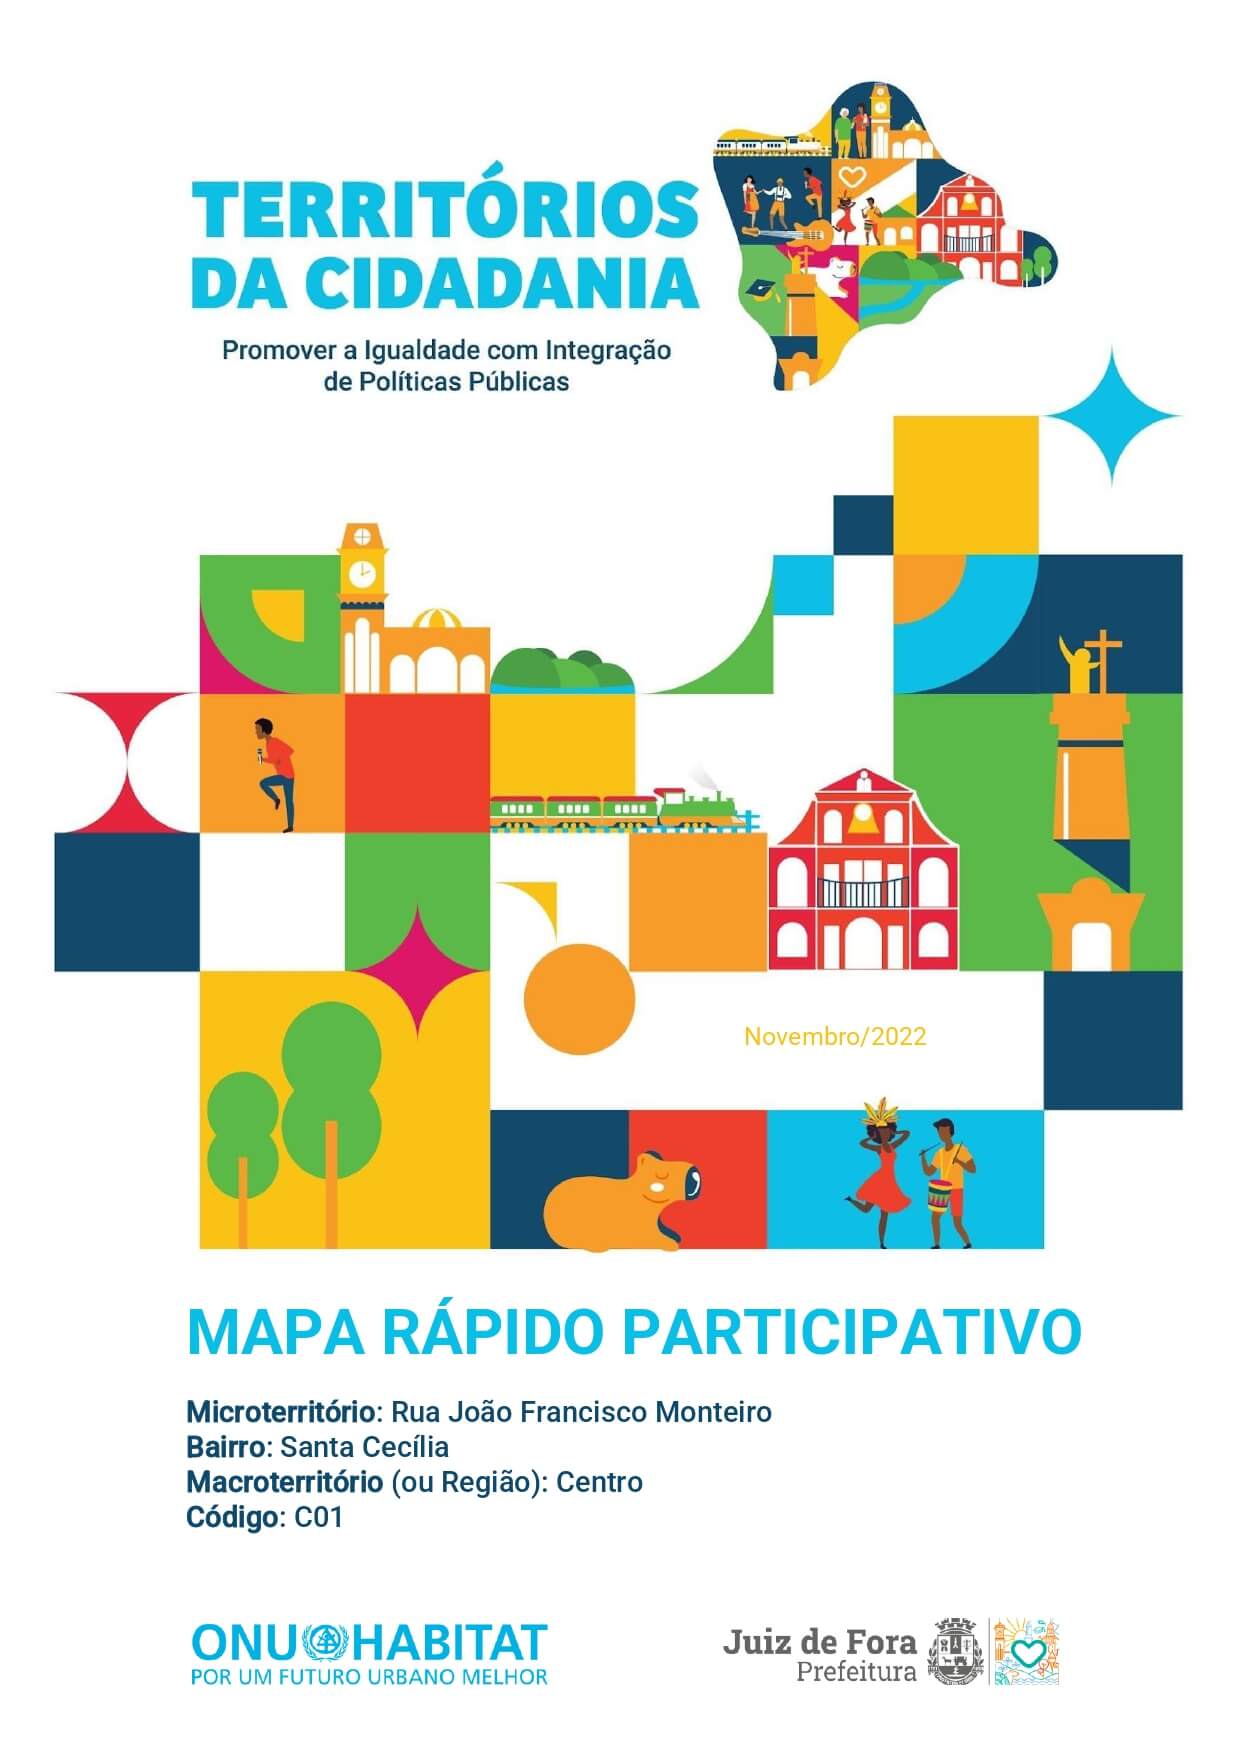 TERRITÓRIOS
DA CIDADANIA
Promover a Igualdade com Integração
de Políticas Públicas
Novembro/2022
MAPA RÁPIDO PARTICIPATIVO
Microterritório: Rua João Francisco Monteiro
Bairro: Santa Cecília
Macroterritório (ou Região): Centro
Código: C01
ONU HABITAT
POR UM FUTURO URBANO MELHOR
Juiz de Fora
Prefeitura